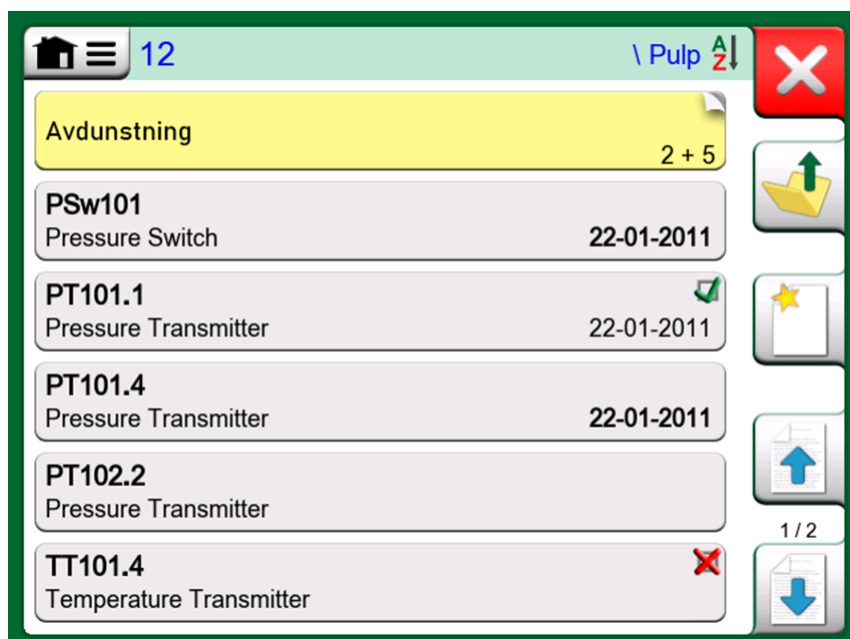 12
\ Pulp
A
Z
Avdunstning
2 + 5
PSw101
Pressure Switch
22-01-2011
PT101.1
Pressure Transmitter
22-01-2011
PT101.4
Pressure Transmitter
22-01-2011
PT102.2
Pressure Transmitter
1 / 2
TT101.4
Temperature Transmitter